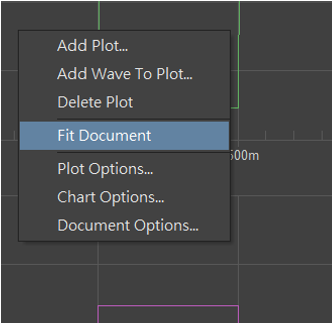 Add Plot...
Add Wave To Plot...
Delete Plot
Fit Document
500m
Plot Options...
Chart Options...
Document Options...